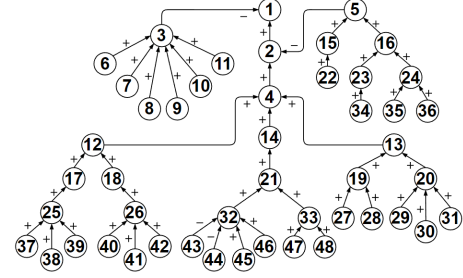 1 5
−
3 + −
+ + + + + 2 15 16
6 11 + + + +
7 10 22 23 24
8 9 + 4 + + + +
34 35 36
12 + 13
+ + 14 + +
17 18 + 19 20
+ + 21 + + + + +
25 26 + + 27 28 29 30 31
+ + + + + + 32 33
37 38 39 40 41 42 − − + + + +
43 44 45 46 47 48